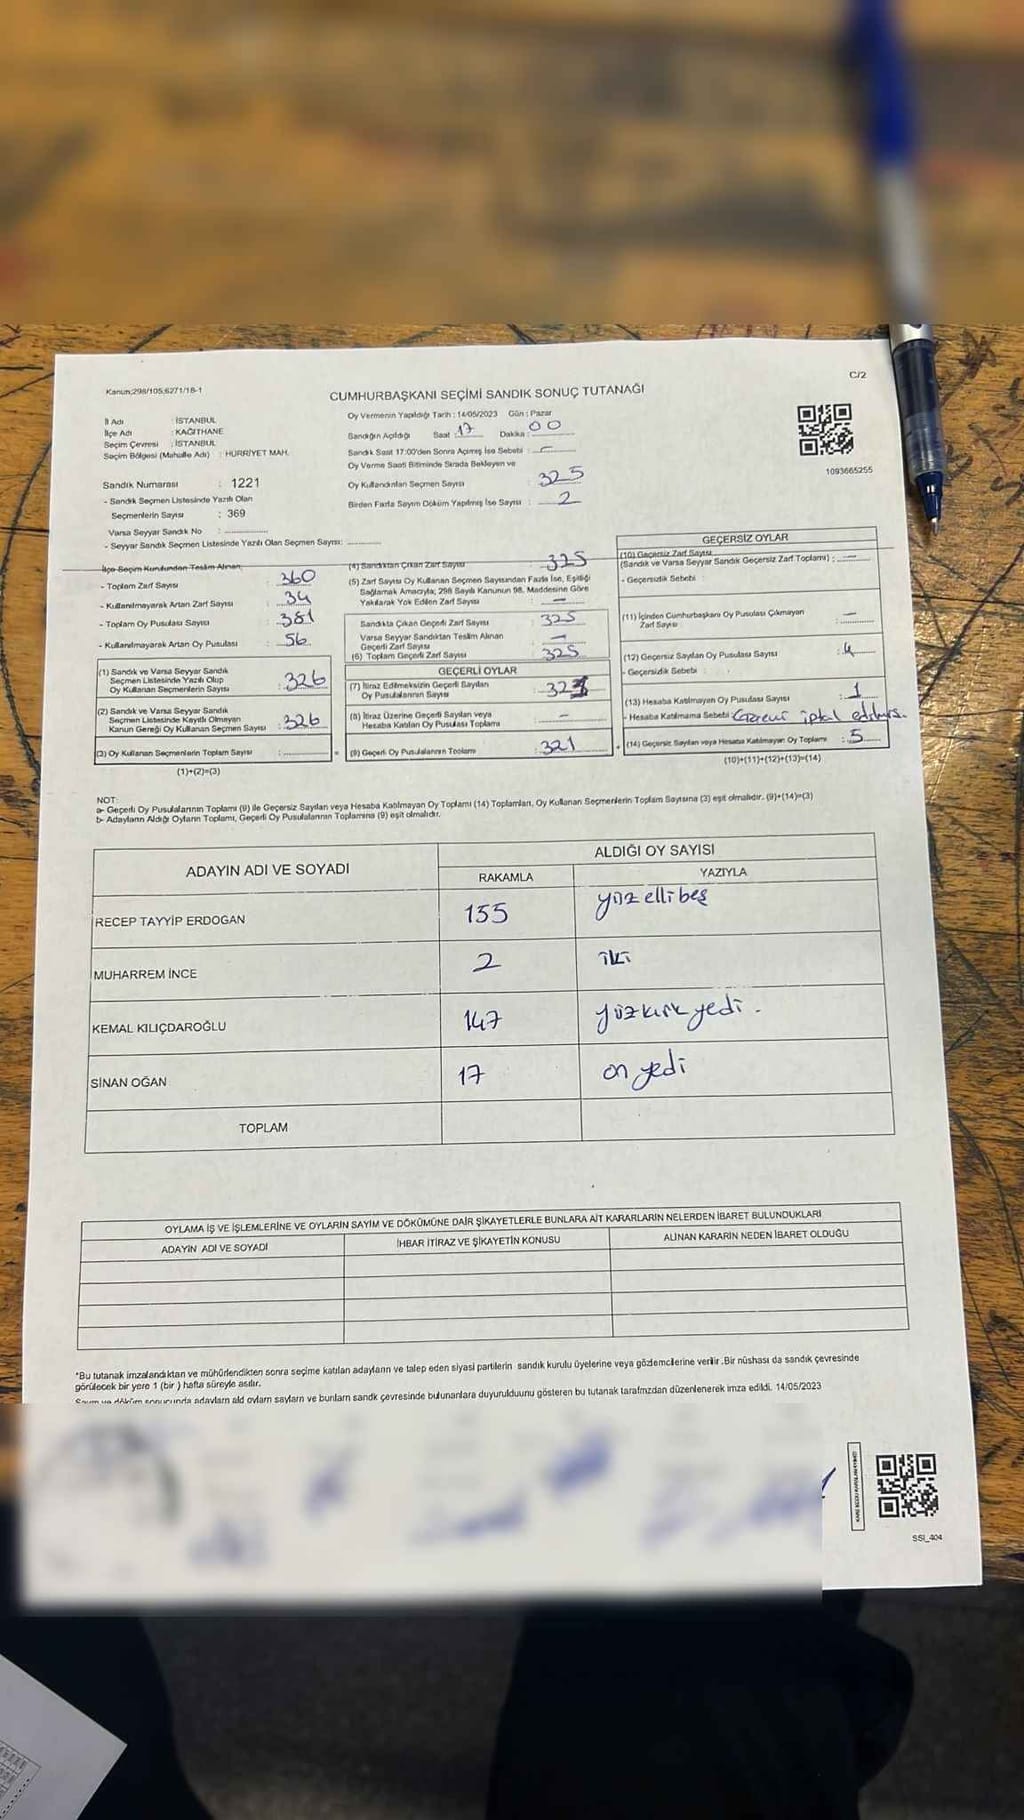 Kanun;298/105;6271/18-1
C/2
CUMHURBAŞKANI SEÇİMİ SANDIK SONUÇ TUTANAĞI
İl Adı : İSTANBUL
İlçe Adı : KAĞITHANE
Seçim Çevresi : İSTANBUL
Seçim Bölgesi (Mahalle Adı) : HÜRRİYET MAH.
Sandık Numarası : 1221
- Sandık Seçmen Listesinde Yazılı Olan
Seçmenlerin Sayısı : 369
Varsa Seyyar Sandık No :
- Seyyar Sandık Seçmen Listesinde Yazılı Olan Seçmen Sayısı:
Oy Vermenin Yapıldığı Tarih : 14/05/2023 Gün : Pazar
Sandığın Açıldığı Saat : 17 Dakika : 00
Sandık Saat 17:00'den Sonra Açılmış İse Sebebi : -
Oy Verme Saati Bitiminde Sırada Bekleyen ve
Oy Kullandırılan Seçmen Sayısı : 325
Birden Fazla Sayım Döküm Yapılmış İse Sayısı : 2
1093665255
İlçe Seçim Kurulundan Teslim Alınan;
- Toplam Zarf Sayısı : 360
- Kullanılmayarak Artan Zarf Sayısı : 34
- Toplam Oy Pusulası Sayısı : 381
- Kullanılmayarak Artan Oy Pusulası : 56
(1) Sandık ve Varsa Seyyar Sandık
Seçmen Listesinde Yazılı Olup
Oy Kullanan Seçmenlerin Sayısı : 326
(2) Sandık ve Varsa Seyyar Sandık
Seçmen Listesinde Kayıtlı Olmayan
Kanun Gereği Oy Kullanan Seçmen Sayısı : 326
(3) Oy Kullanan Seçmenlerin Toplam Sayısı :
(1)+(2)=(3)
(4) Sandıktan Çıkan Zarf Sayısı : 325
(5) Zarf Sayısı Oy Kullanan Seçmen Sayısından Fazla İse, Eşitliği
Sağlamak Amacıyla; 298 Sayılı Kanunun 98. Maddesine Göre
Yakılarak Yok Edilen Zarf Sayısı : -
Sandıkta Çıkan Geçerli Zarf Sayısı : 325
Varsa Seyyar Sandıktan Teslim Alınan
Geçerli Zarf Sayısı : -
(6) Toplam Geçerli Zarf Sayısı : 325
GEÇERLİ OYLAR
(7) İtiraz Edilmeksizin Geçerli Sayılan
Oy Pusulalarının Sayısı : 321
(8) İtiraz Üzerine Geçerli Sayılan veya
Hesaba Katılan Oy Pusulası Toplamı : -
(9) Geçerli Oy Pusulalarının Toplamı : 321
GEÇERSİZ OYLAR
(10) Geçersiz Zarf Sayısı
(Sandık ve Varsa Seyyar Sandık Geçersiz Zarf Toplamı) : -
- Geçersizlik Sebebi :
(11) İçinden Cumhurbaşkanı Oy Pusulası Çıkmayan
Zarf Sayısı : -
(12) Geçersiz Sayılan Oy Pusulası Sayısı : 4
- Geçersizlik Sebebi :
(13) Hesaba Katılmayan Oy Pusulası Sayısı : 1
- Hesaba Katılmama Sebebi : iptal
(14) Geçersiz Sayılan veya Hesaba Katılmayan Oy Toplamı : 5
(10)+(11)+(12)+(13)=(14)
NOT:
a- Geçerli Oy Pusulalarının Toplamı (9) ile Geçersiz Sayılan veya Hesaba Katılmayan Oy Toplamı (14) Toplamları, Oy Kullanan Seçmenlerin Toplam Sayısına (3) eşit olmalıdır. (9)+(14)=(3)
b- Adayların Aldığı Oyların Toplamı, Geçerli Oy Pusulalarının Toplamına (9) eşit olmalıdır.
ADAYIN ADI VE SOYADI
ALDIĞI OY SAYISI
RAKAMLA YAZIYLA
RECEP TAYYİP ERDOĞAN 155 yüz elli beş
MUHARREM İNCE 2 iki
KEMAL KILIÇDAROĞLU 147 yüzkırk yedi.
SİNAN OĞAN 17 on yedi
TOPLAM
OYLAMA İŞ VE İŞLEMLERİNE VE OYLARIN SAYIM VE DÖKÜMÜNE DAİR ŞİKAYETLERLE BUNLARA AİT KARARLARIN NELERDEN İBARET BULUNDUKLARI
ADAYIN ADI VE SOYADI İHBAR İTİRAZ VE ŞİKAYETİN KONUSU ALINAN KARARIN NEDEN İBARET OLDUĞU
*Bu tutanak imzalandıktan ve mühürlendikten sonra seçime katılan adayların ve talep eden siyasi partilerin sandık kurulu üyelerine veya gözlemcilerine verilir .Bir nüshası da sandık çevresinde
görülecek bir yere 1 (bir ) hafta süreyle asılır.
Sayım ve döküm sonucunda adayların aldı oyların sayların ve bunların sandk çevresinde bulunanlara duyurulduunu gösteren bu tutanak tarafmzdan düzenlenerek imza edildi. 14/05/2023
SSI_404